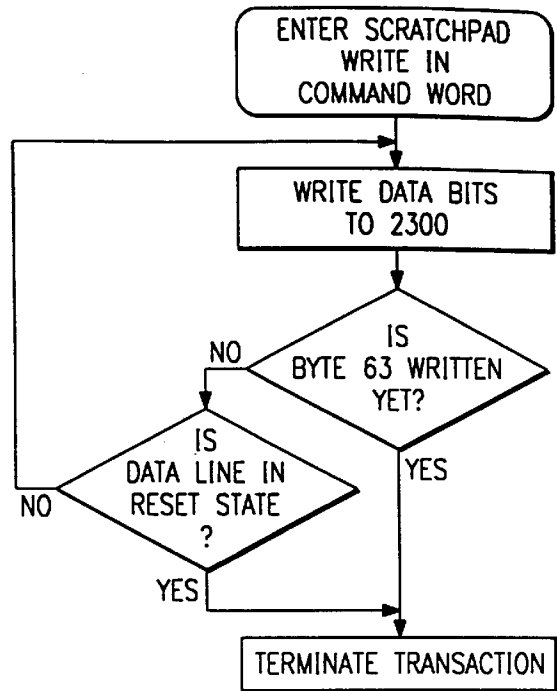 ENTER SCRATCHPAD
WRITE IN
COMMAND WORD
WRITE DATA BITS
TO 2300
IS
BYTE 63 WRITTEN
YET?
NO
YES
IS
DATA LINE IN
RESET STATE
?
NO
YES
TERMINATE TRANSACTION